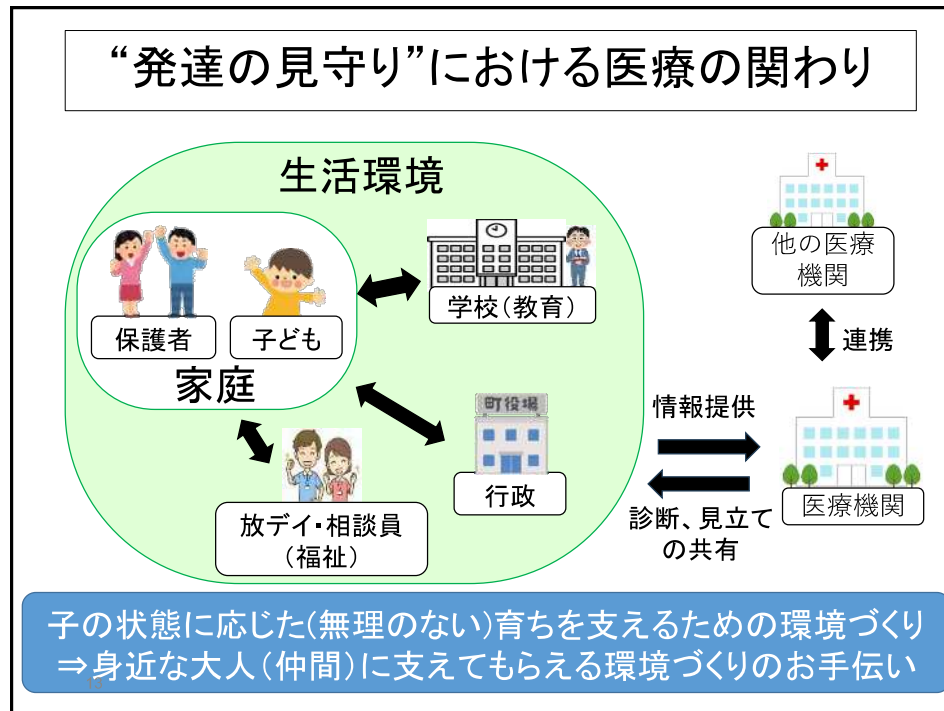 “発達の見守り”における医療の関わり
生活環境
保護者
子ども
家庭
学校(教育)
町役場
行政
放デイ・相談員
(福祉)
他の医療
機関
連携
情報提供
診断、見立て
の共有
医療機関
子の状態に応じた(無理のない)育ちを支えるための環境づくり
⇒身近な大人(仲間)に支えてもらえる環境づくりのお手伝い